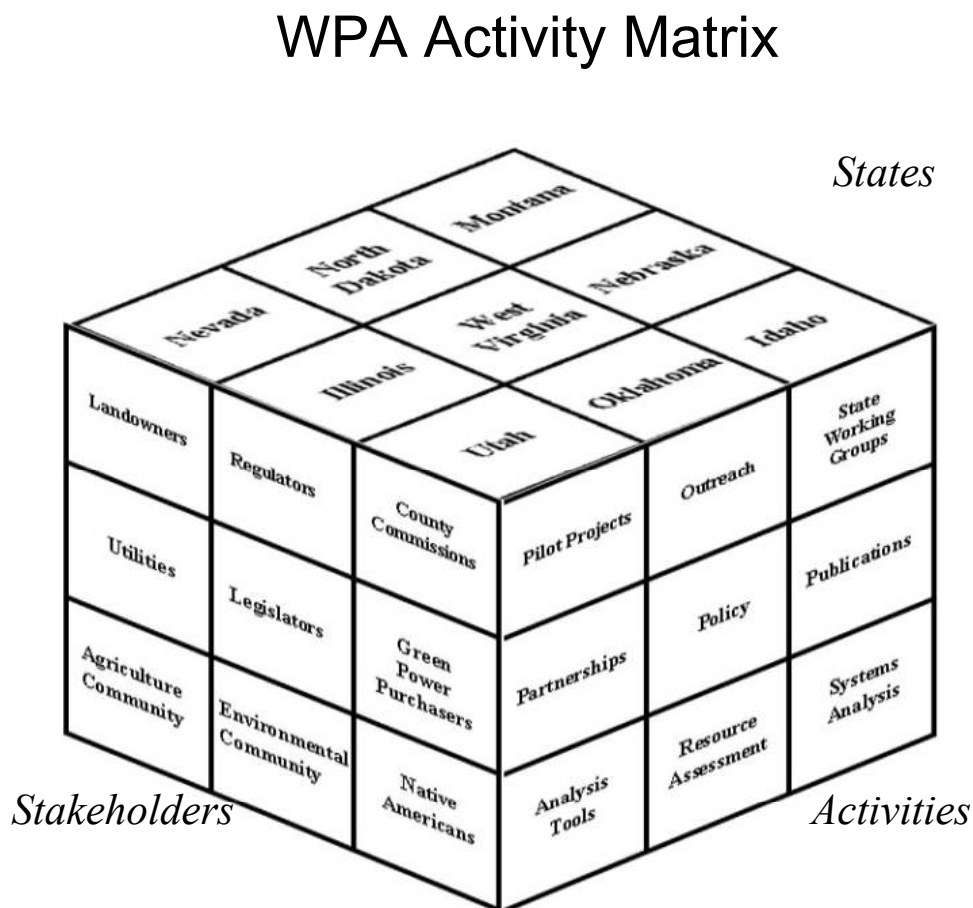 WPA Activity Matrix
States
Montana
North
Dakota
Nebraska
Nevada
West
Virginia
Idaho
Illinois
Oklahoma
Utah
Landowners
Regulators
County
Commissions
Utilities
Legislators
Green
Power
Purchasers
Agriculture
Community
Environmental
Community
Native
Americans
Stakeholders
Pilot Projects
Outreach
State
Working
Groups
Partnerships
Policy
Publications
Analysis
Tools
Resource
Assessment
Systems
Analysis
Activities